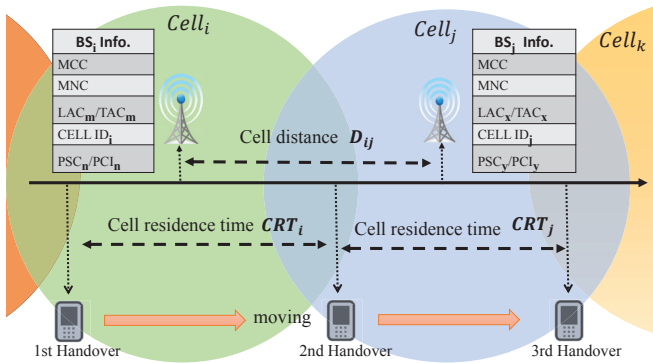 Cell_i
Cell_j
Cell_k
BS_i Info.
MCC
MNC
LAC_m/TAC_m
CELL ID_i
PSC_n/PCI_n
BS_j Info.
MCC
MNC
LAC_x/TAC_x
CELL ID_j
PSC_y/PCI_y
Cell distance D_ij
Cell residence time CRT_i
Cell residence time CRT_j
moving
1st Handover
2nd Handover
3rd Handover